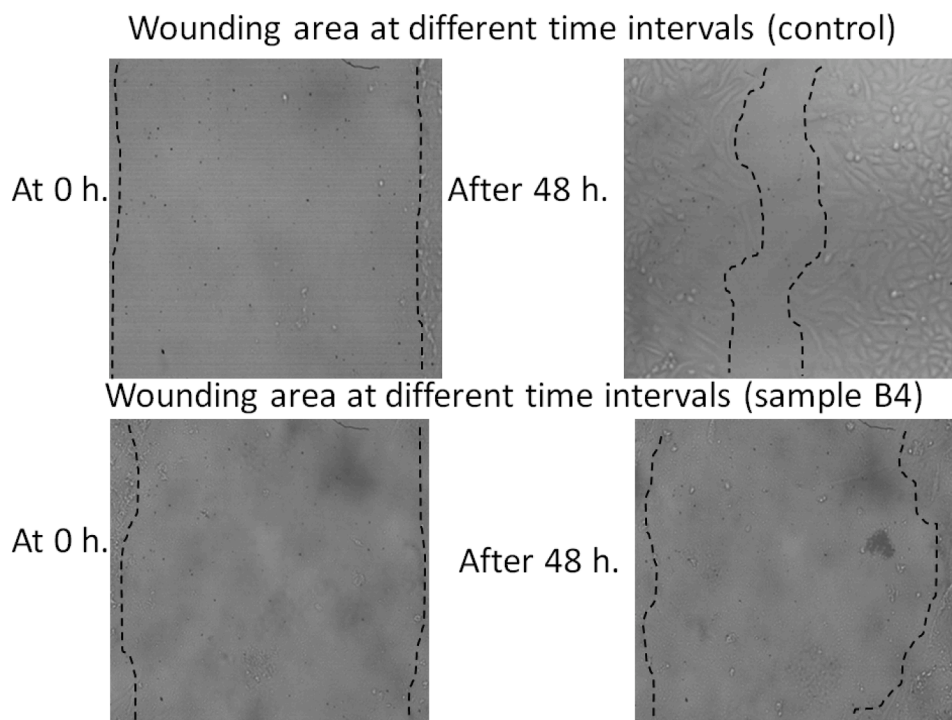 Wounding area at different time intervals (control)
At 0 h.
After 48 h.
Wounding area at different time intervals (sample B4)
At 0 h.
After 48 h.